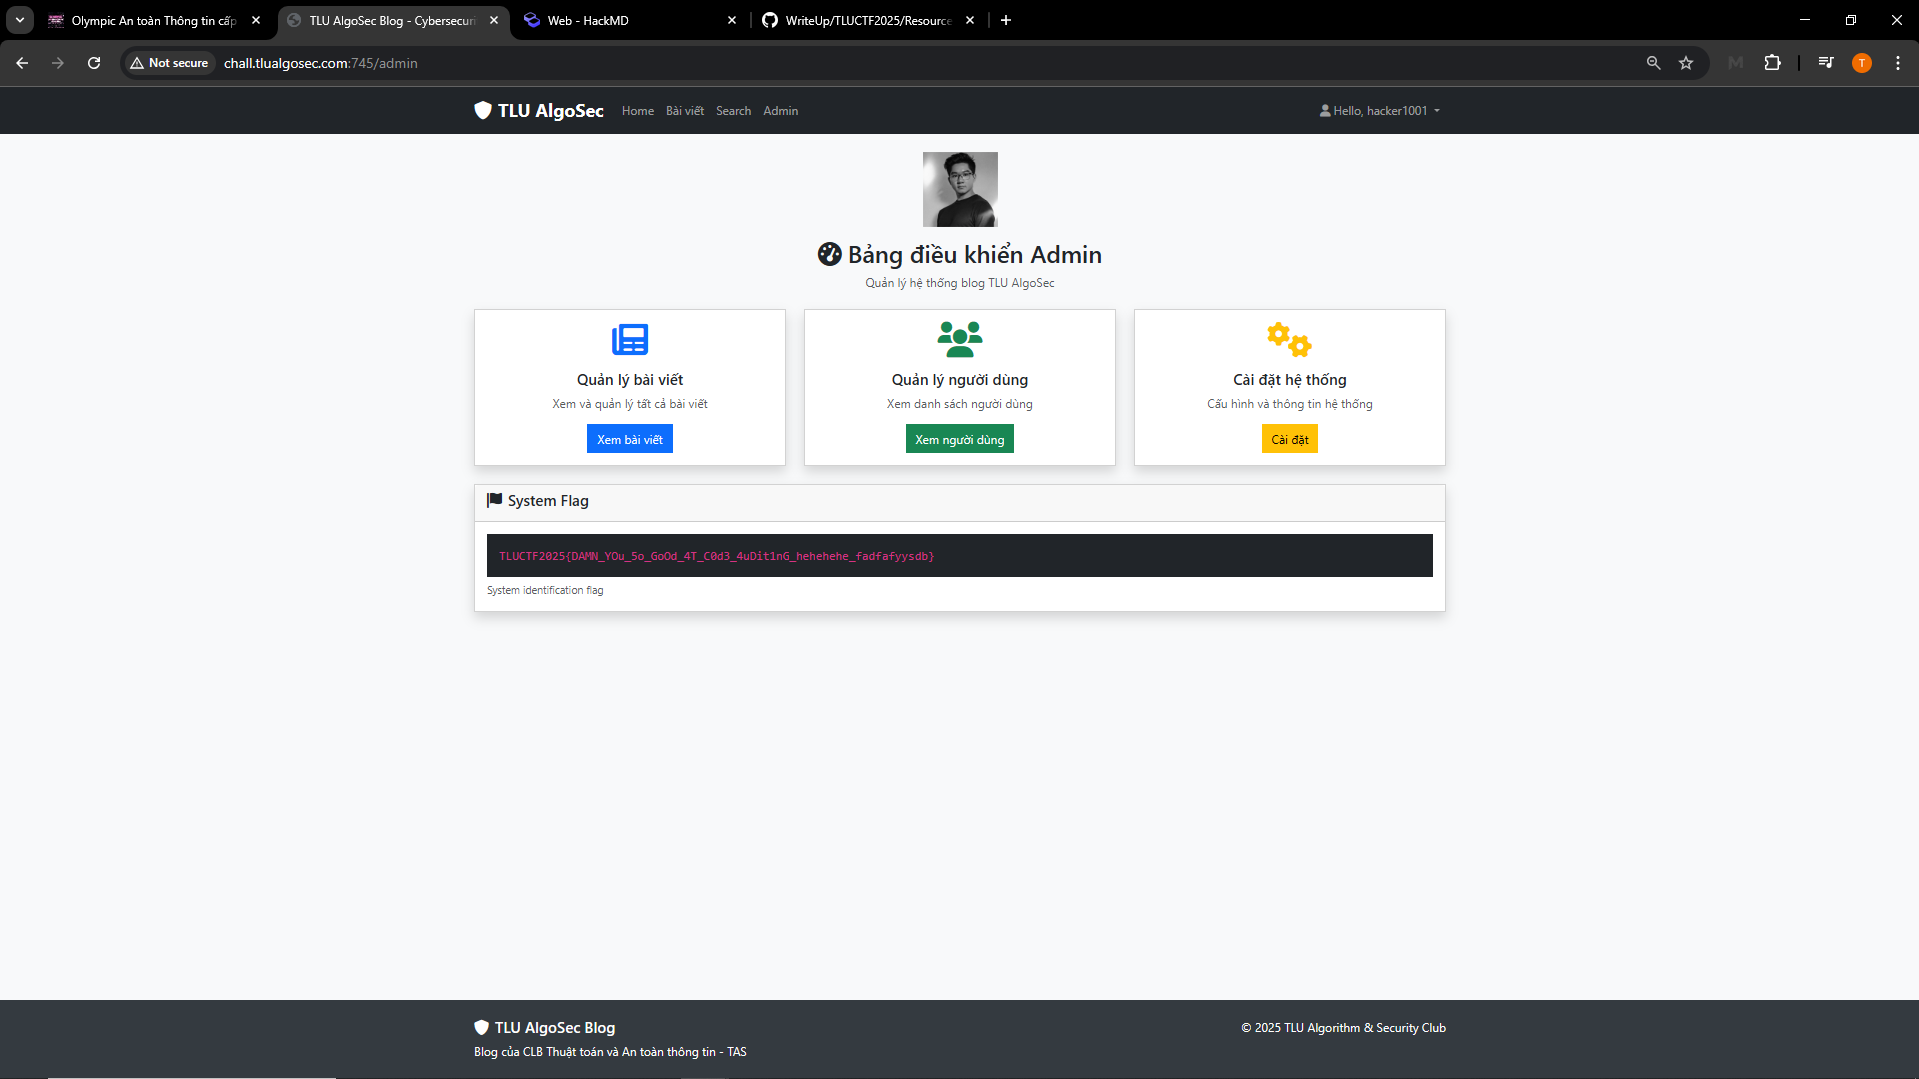 Olympic An toàn Thông tin cấp
TLU AlgoSec Blog - Cybersecuri
Web - HackMD
WriteUp/TLUCTF2025/Resource
Not secure
chall.tlualgosec.com:745/admin
T
TLU AlgoSec
Home
Bài viết
Search
Admin
Hello, hacker1001
Bảng điều khiển Admin
Quản lý hệ thống blog TLU AlgoSec
Quản lý bài viết
Xem và quản lý tất cả bài viết
Xem bài viết
Quản lý người dùng
Xem danh sách người dùng
Xem người dùng
Cài đặt hệ thống
Cấu hình và thông tin hệ thống
Cài đặt
System Flag
TLUCTF2025{DAMN_YOu_5o_GoOd_4T_C0d3_4uDit1nG_hehehehe_fadfafyysdb}
System identification flag
TLU AlgoSec Blog
Blog của CLB Thuật toán và An toàn thông tin - TAS
© 2025 TLU Algorithm & Security Club